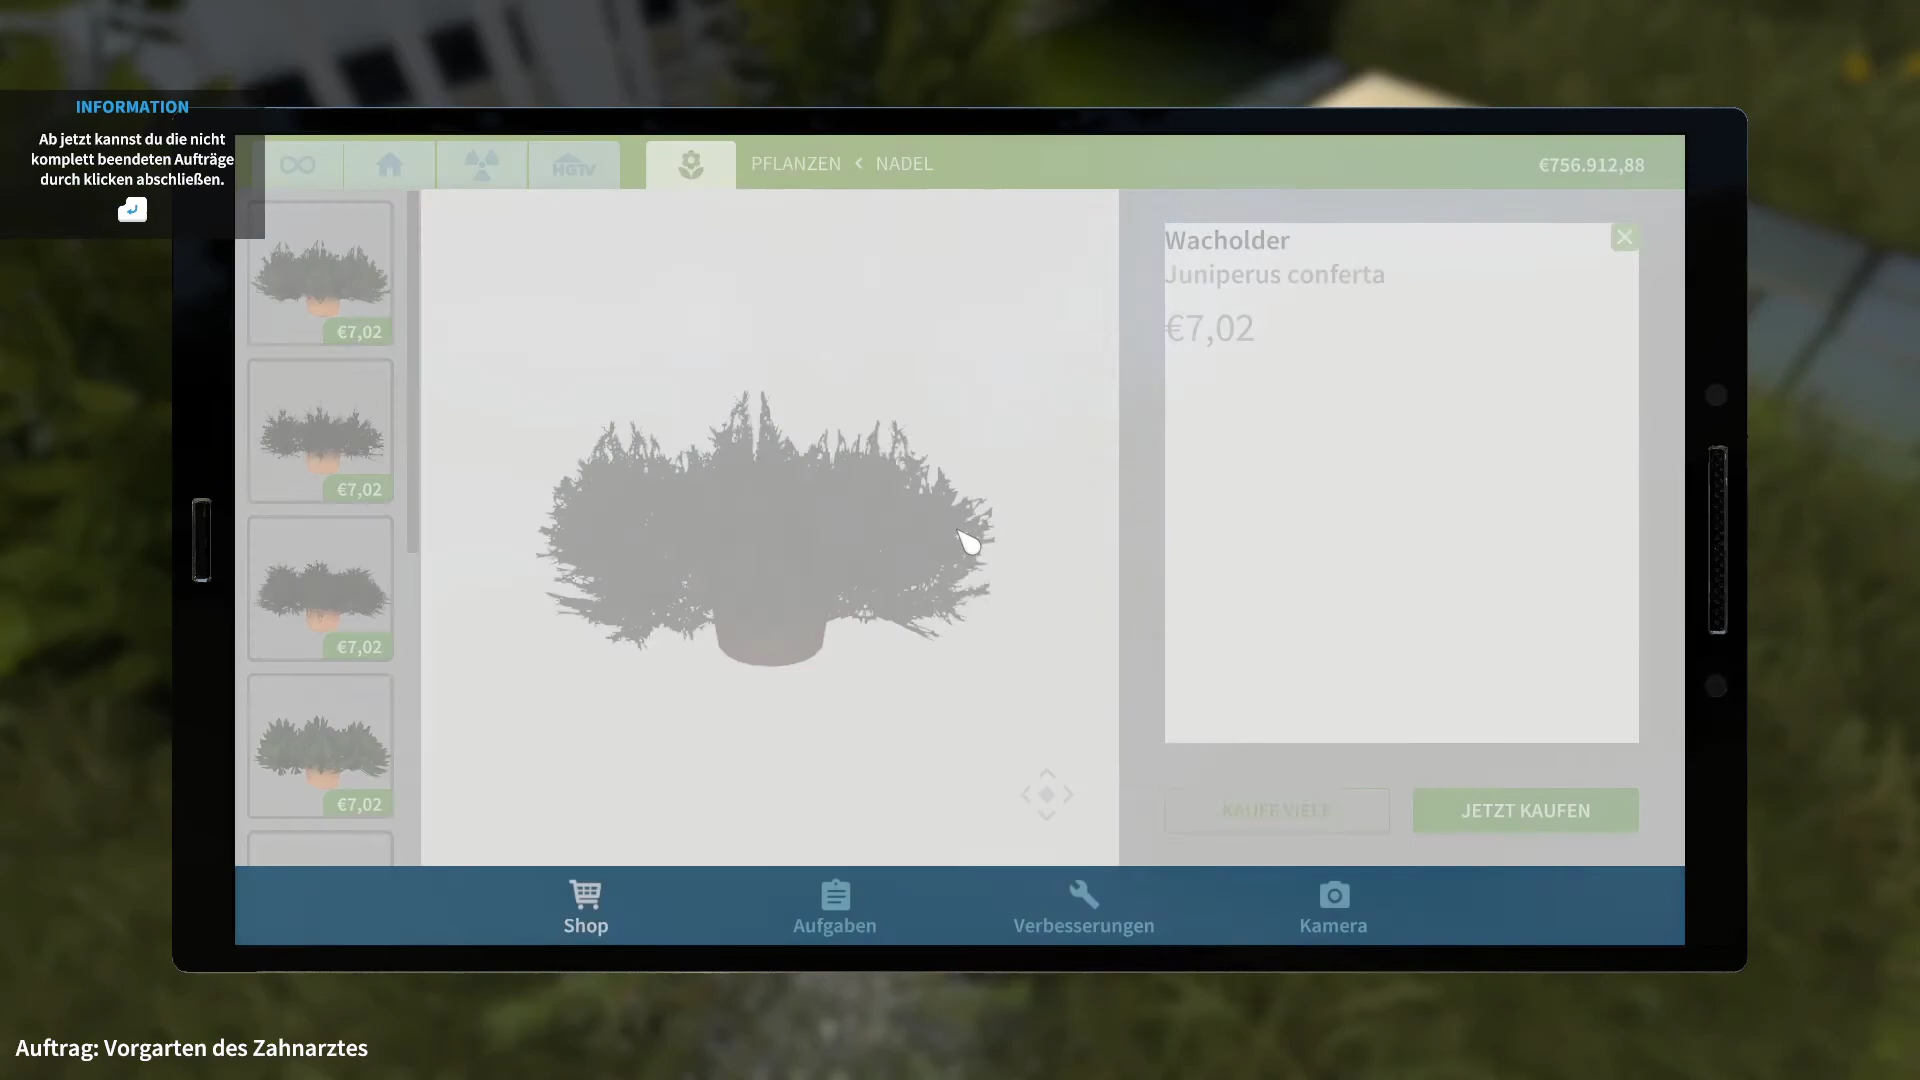 INFORMATION
Ab jetzt kannst du die nicht
komplett beendeten Aufträge
durch klicken abschließen.
HGTV
PFLANZEN < NADEL
€756.912,88
€7,02
€7,02
€7,02
€7,02
Wacholder
Juniperus conferta
€7,02
KAUFE VIELE
JETZT KAUFEN
Shop
Aufgaben
Verbesserungen
Kamera
Auftrag: Vorgarten des Zahnarztes